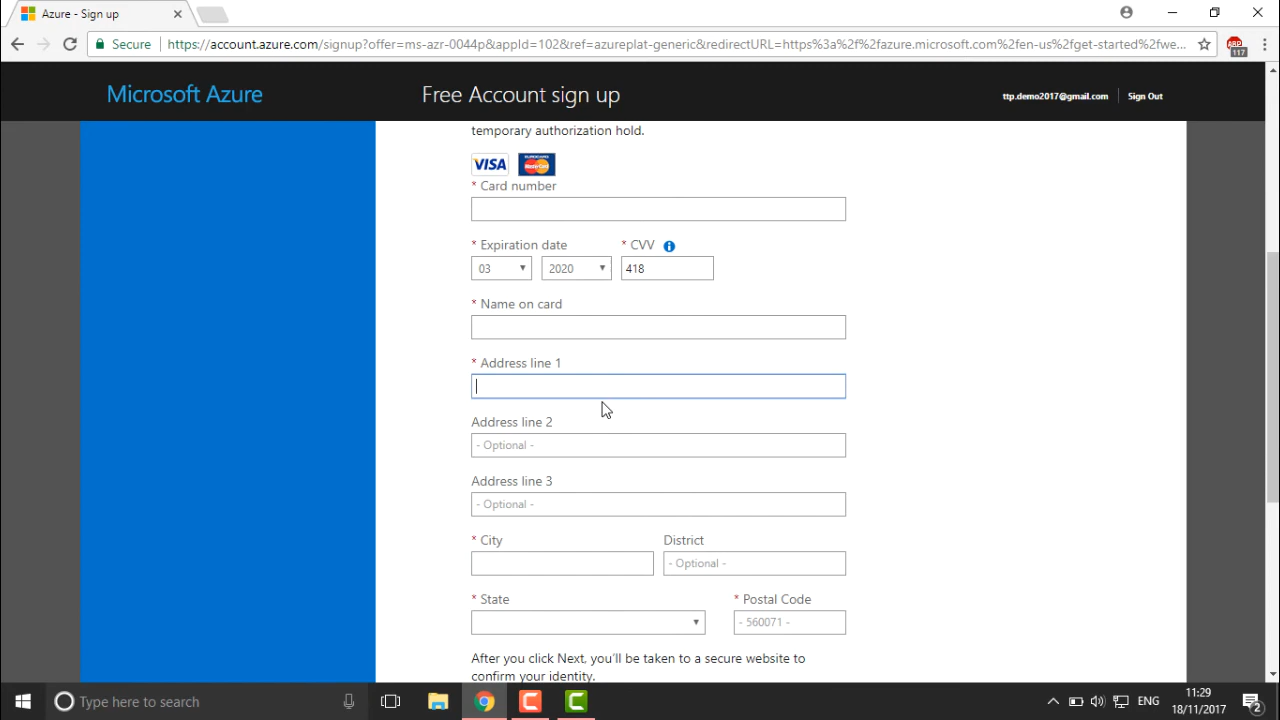 Azure - Sign up
Secure https://account.azure.com/signup?offer=ms-azr-0044p&appId=102&ref=azureplat-generic&redirectURL=https%3a%2f%2fazure.microsoft.com%2fen-us%2fget-started%2fwe...
ABP
117
Microsoft Azure Free Account sign up ttp.demo2017@gmail.com Sign Out
temporary authorization hold.
VISA MasterCard
* Card number
* Expiration date * CVV
03 2020 418
* Name on card
* Address line 1
Address line 2
- Optional -
Address line 3
- Optional -
* City District
- Optional -
* State * Postal Code
- 560071 -
After you click Next, you'll be taken to a secure website to
confirm your identity.
Type here to search
ENG
11:29
18/11/2017
2